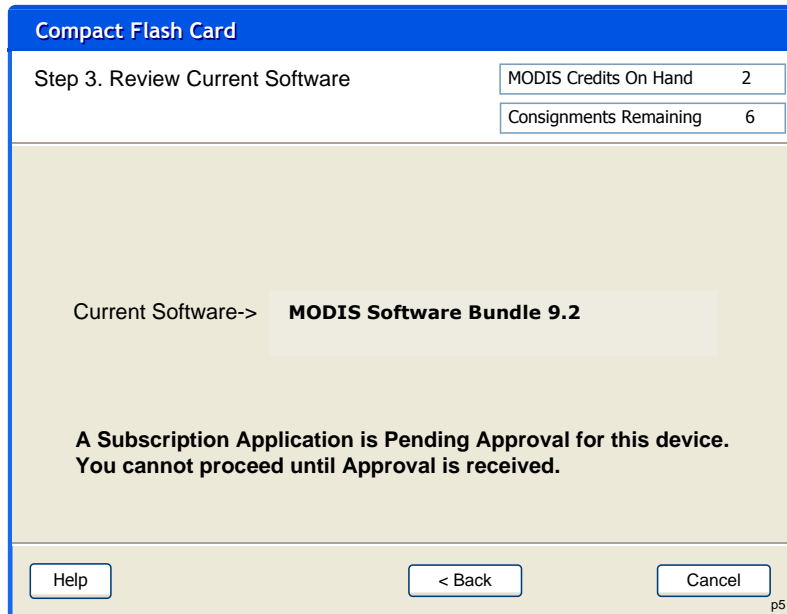 Compact Flash Card
Step 3. Review Current Software
MODIS Credits On Hand 2
Consignments Remaining 6
Current Software-> MODIS Software Bundle 9.2
A Subscription Application is Pending Approval for this device.
You cannot proceed until Approval is received.
Help < Back Cancel
p5